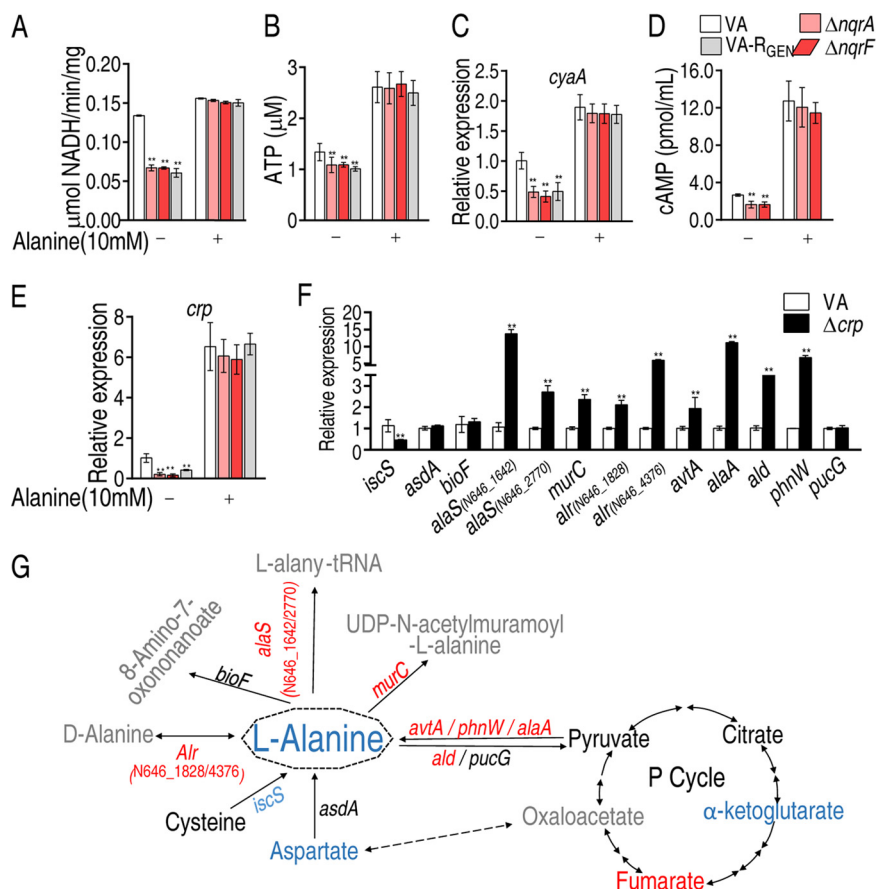 A
B
C
D
VA
VA-RGEN
ΔnqrA
ΔnqrF
μmol NADH/min/mg
0.20
0.15
0.10
0.05
0.00
** ** **
Alanine(10mM)
− +
ATP (μM)
3
2
1
0
** ** **
− +
Relative expression
cyaA
2.5
2.0
1.5
1.0
0.5
0.0
** ** **
− +
cAMP (pmol/mL)
16.0
12.0
8.0
4.0
0.0
** **
− +
E
Relative expression
crp
8
6
4
2
0
** ** **
Alanine(10mM)
− +
F
VA
Δcrp
Relative expression
20
15
10
5
4
3
2
1
0
** ** ** ** ** ** ** ** ** **
iscS
asdA
bioF
alaS(N646_1642)
alaS(N646_2770)
murC
alr(N646_1828)
alr(N646_4376)
avtA
alaA
ald
phnW
pucG
G
L-alany-tRNA
8-Amino-7-
oxononanoate
alaS
(N646_1642/2770)
UDP-N-acetylmuramoyl
-L-alanine
bioF
murC
D-Alanine
L-Alanine
avtA / phnW / alaA
Pyruvate
Citrate
Alr
(N646_1828/4376)
ald / pucG
P Cycle
Cysteine
iscS
asdA
Oxaloacetate
α-ketoglutarate
Aspartate
Fumarate